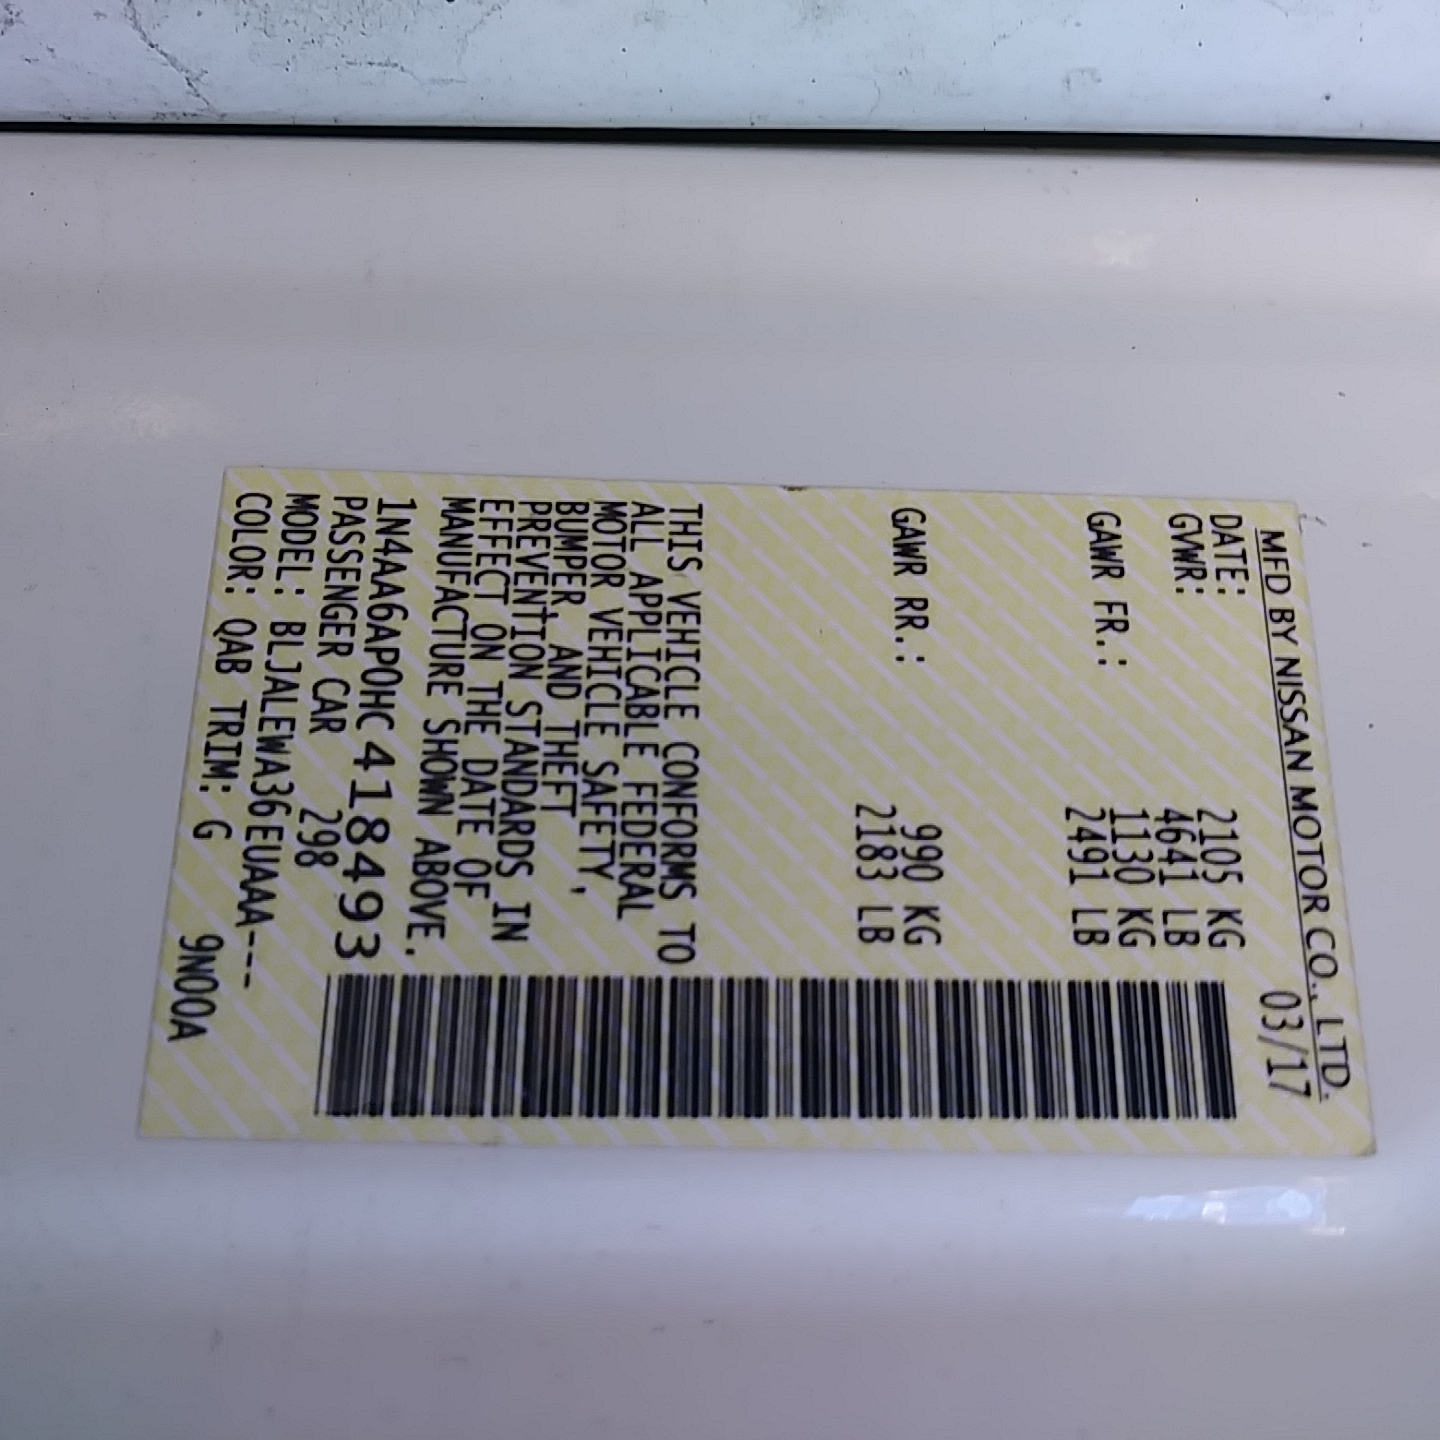 MFD BY NISSAN MOTOR CO., LTD.
DATE: 03/17
GVWR: 2105 KG
4641 LB
GAWR FR.: 1130 KG
2491 LB
GAWR RR.: 990 KG
2183 LB
THIS VEHICLE CONFORMS TO
ALL APPLICABLE FEDERAL
MOTOR VEHICLE SAFETY,
BUMPER, AND THEFT
PREVENTION STANDARDS IN
EFFECT ON THE DATE OF
MANUFACTURE SHOWN ABOVE.
1N4AA6AP0HC418493
PASSENGER CAR 298
MODEL: BLJALEWA36EUAAA---
COLOR: QAB TRIM: G 9N00A